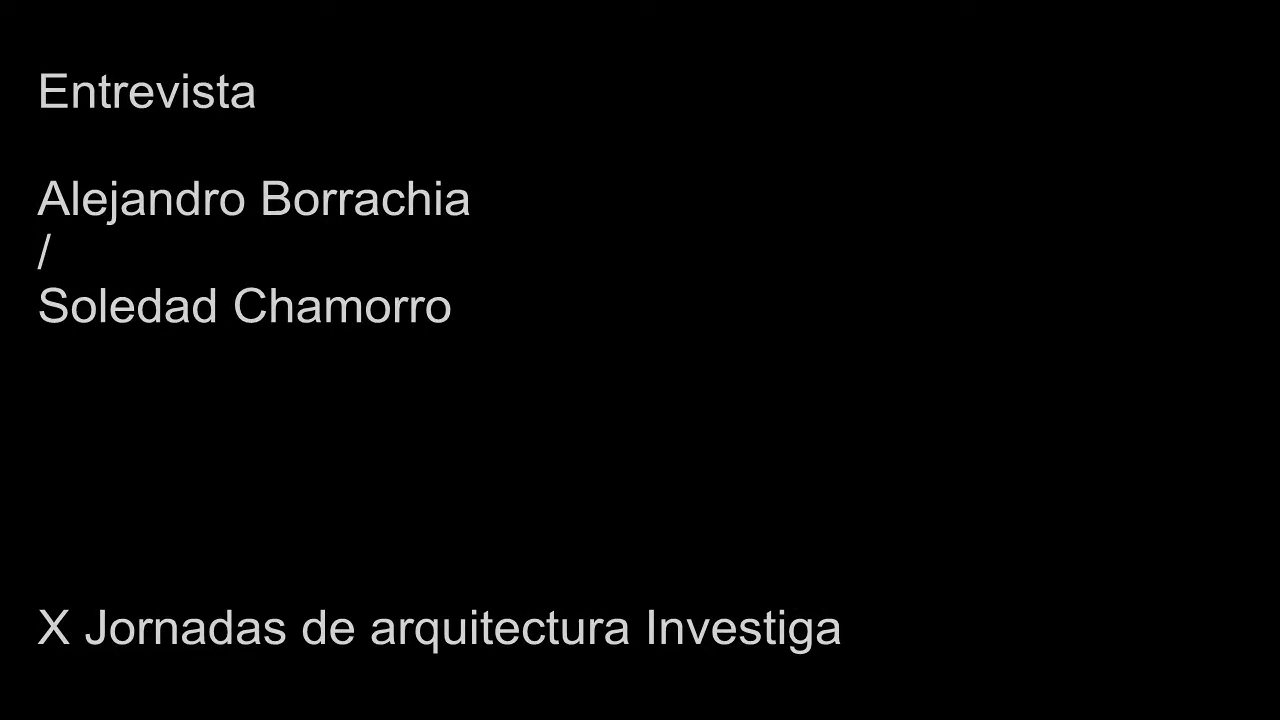 Entrevista
Alejandro Borrachia
/
Soledad Chamorro
X Jornadas de arquitectura Investiga